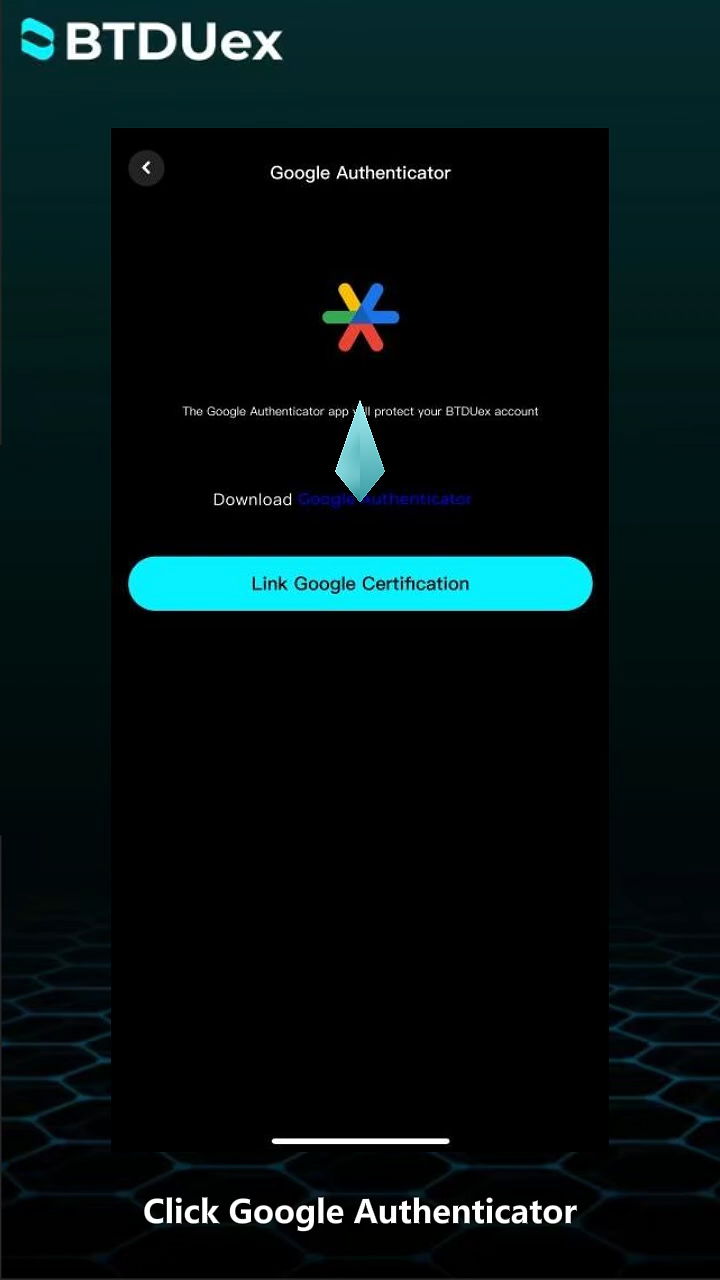 BTDUex
Google Authenticator
The Google Authenticator app will protect your BTDUex account
Download Google Authenticator
Link Google Certification
Click Google Authenticator